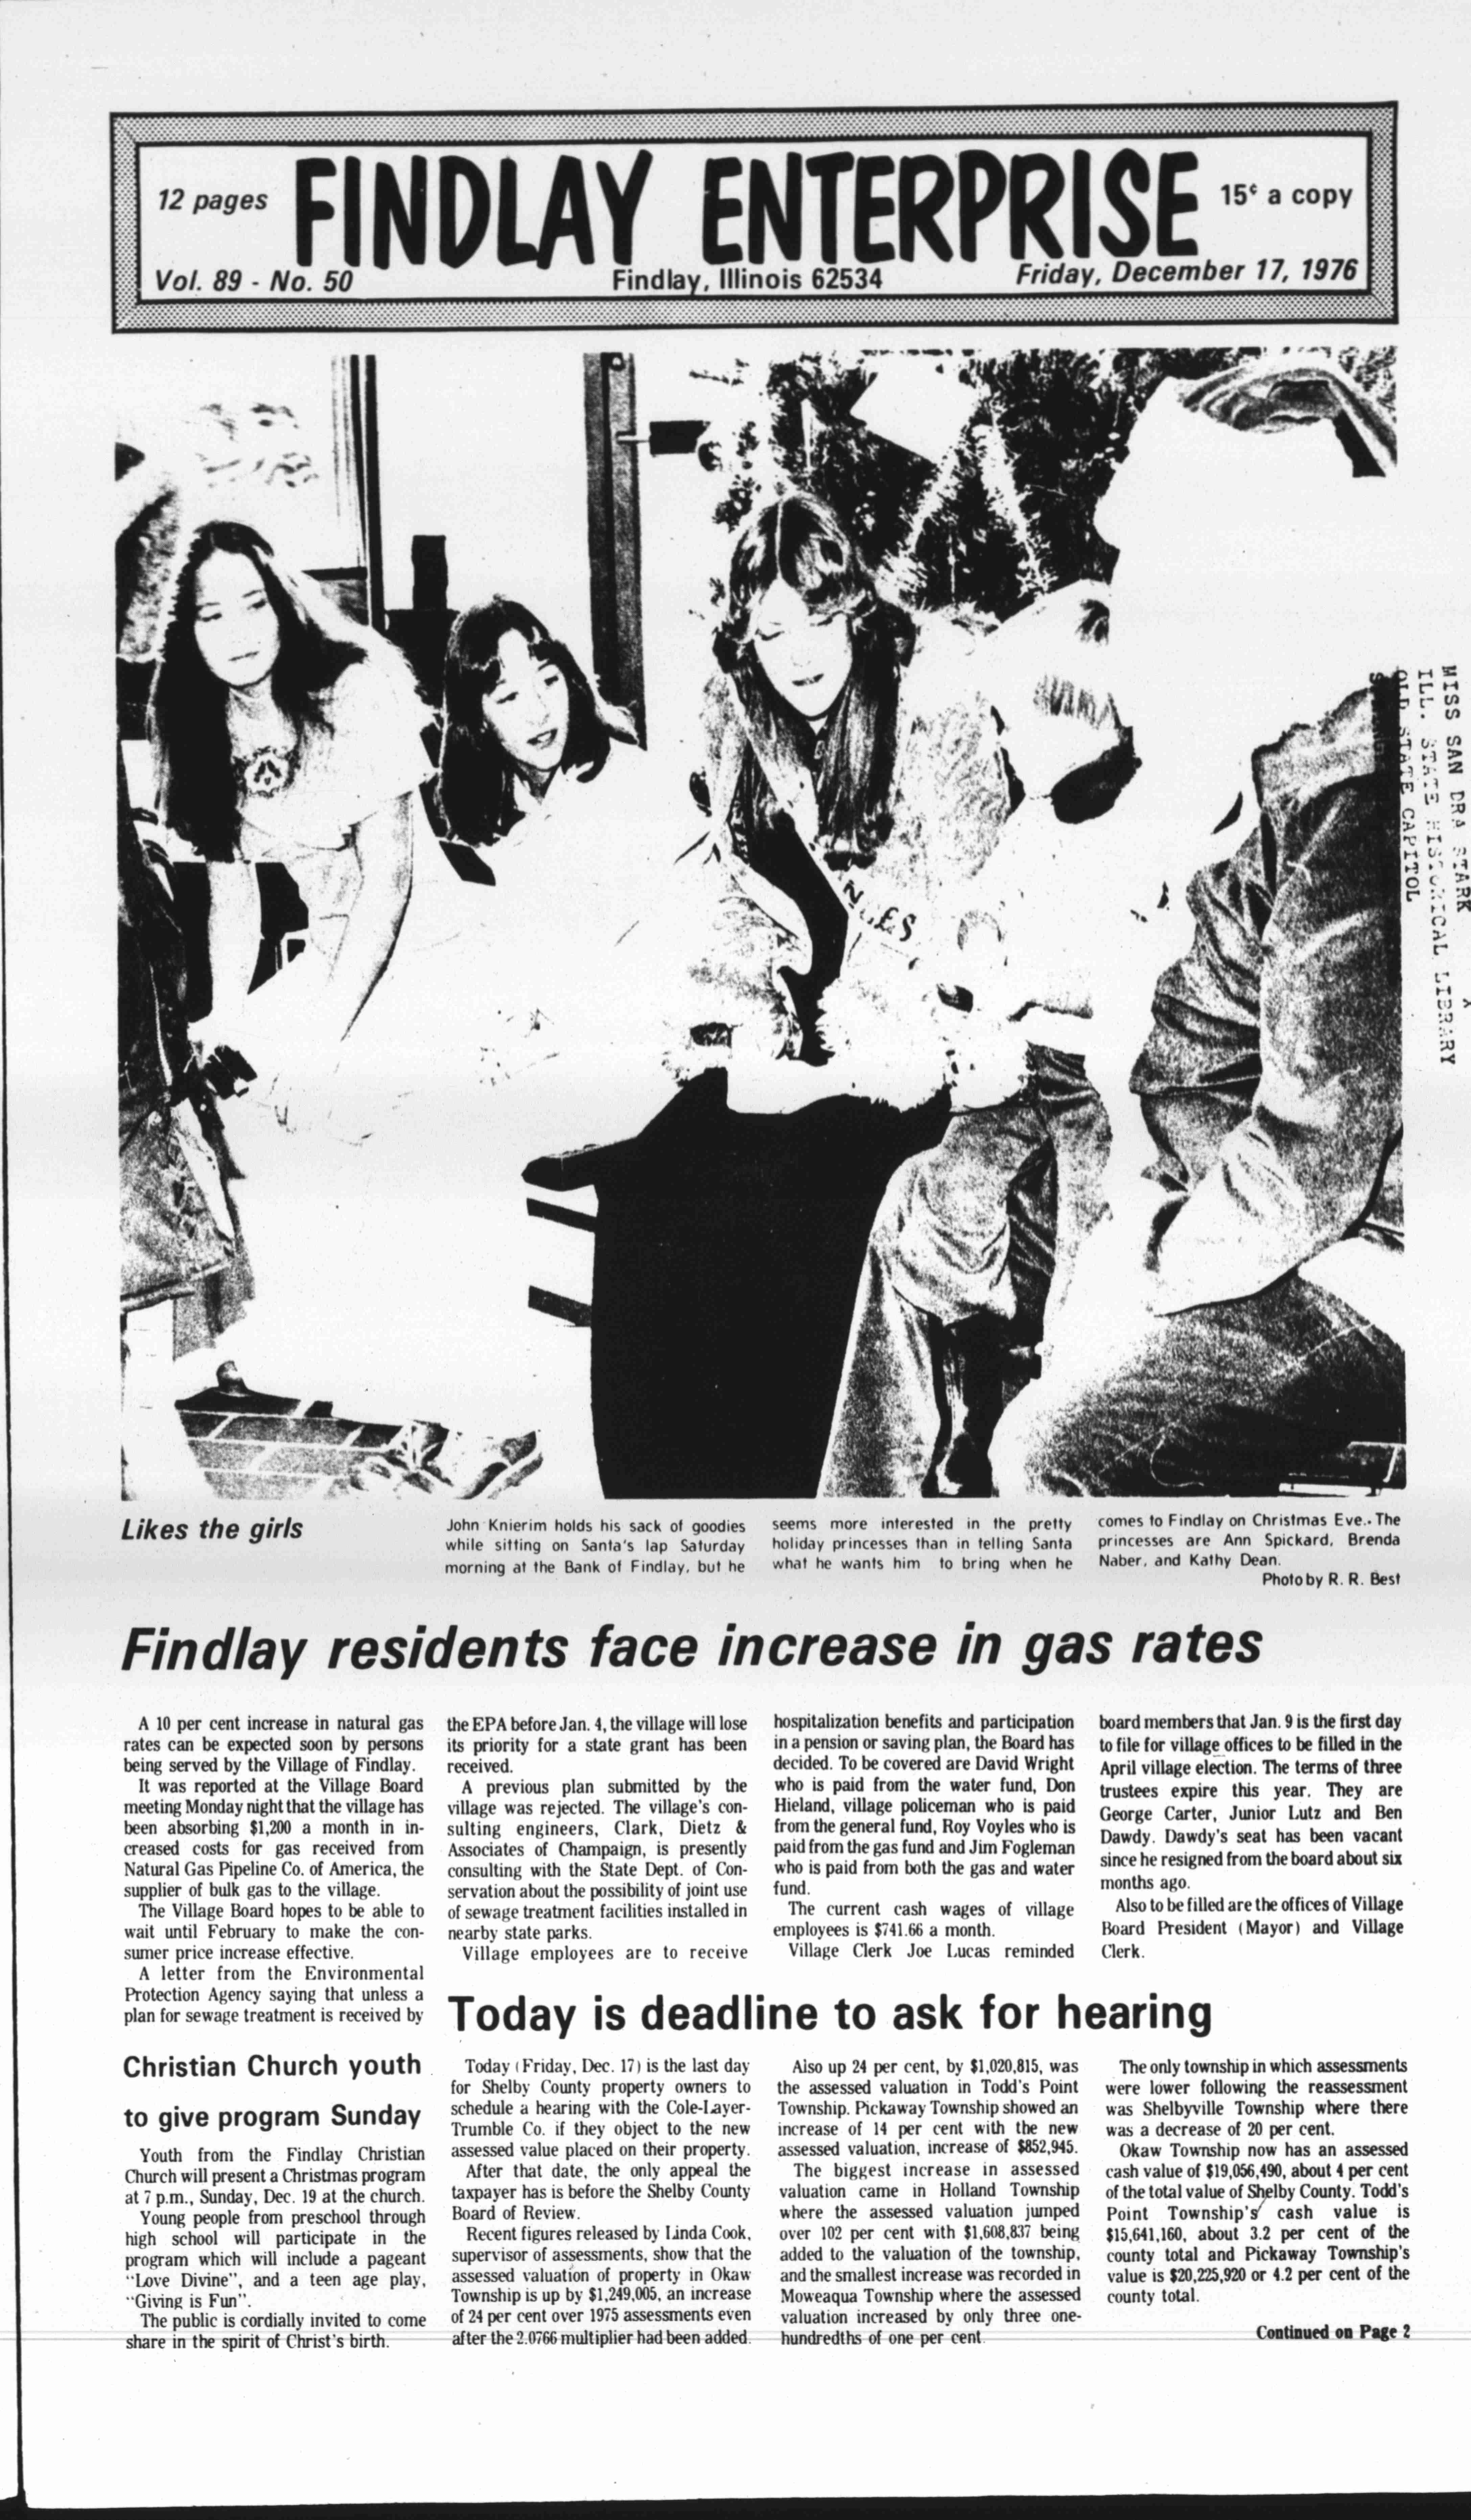 12 pages
FINDLAY ENTERPRISE
15¢ a copy
Vol. 89 - No. 50
Findlay, Illinois 62534
Friday, December 17, 1976
MISS SAN DRA STARK
ILL. STATE HISTORICAL LIBRARY
OLD STATE CAPITOL
Likes the girls
John Knierim holds his sack of goodies
while sitting on Santa's lap Saturday
morning at the Bank of Findlay, but he
seems more interested in the pretty
holiday princesses than in telling Santa
what he wants him to bring when he
comes to Findlay on Christmas Eve. The
princesses are Ann Spickard, Brenda
Naber, and Kathy Dean.
Photo by R. R. Best
Findlay residents face increase in gas rates
A 10 per cent increase in natural gas
rates can be expected soon by persons
being served by the Village of Findlay.
It was reported at the Village Board
meeting Monday night that the village has
been absorbing $1,200 a month in in-
creased costs for gas received from
Natural Gas Pipeline Co. of America, the
supplier of bulk gas to the village.
The Village Board hopes to be able to
wait until February to make the con-
sumer price increase effective.
A letter from the Environmental
Protection Agency saying that unless a
plan for sewage treatment is received by
the EPA before Jan. 4, the village will lose
its priority for a state grant has been
received.
A previous plan submitted by the
village was rejected. The village's con-
sulting engineers, Clark, Dietz &
Associates of Champaign, is presently
consulting with the State Dept. of Con-
servation about the possibility of joint use
of sewage treatment facilities installed in
nearby state parks.
Village employees are to receive
hospitalization benefits and participation
in a pension or saving plan, the Board has
decided. To be covered are David Wright
who is paid from the water fund, Don
Hieland, village policeman who is paid
from the general fund, Roy Voyles who is
paid from the gas fund and Jim Fogleman
who is paid from both the gas and water
fund.
The current cash wages of village
employees is $741.66 a month.
Village Clerk Joe Lucas reminded
board members that Jan. 9 is the first day
to file for village offices to be filled in the
April village election. The terms of three
trustees expire this year. They are
George Carter, Junior Lutz and Ben
Dawdy. Dawdy's seat has been vacant
since he resigned from the board about six
months ago.
Also to be filled are the offices of Village
Board President (Mayor) and Village
Clerk.
Christian Church youth
to give program Sunday
Youth from the Findlay Christian
Church will present a Christmas program
at 7 p.m., Sunday, Dec. 19 at the church.
Young people from preschool through
high school will participate in the
program which will include a pageant
"Love Divine", and a teen age play,
"Giving is Fun".
The public is cordially invited to come
share in the spirit of Christ's birth.
Today is deadline to ask for hearing
Today (Friday, Dec. 17) is the last day
for Shelby County property owners to
schedule a hearing with the Cole-Layer-
Trumble Co. if they object to the new
assessed value placed on their property.
After that date, the only appeal the
taxpayer has is before the Shelby County
Board of Review.
Recent figures released by Linda Cook,
supervisor of assessments, show that the
assessed valuation of property in Okaw
Township is up by $1,249,005, an increase
of 24 per cent over 1975 assessments even
after the 2.0766 multiplier had been added.
Also up 24 per cent, by $1,020,815, was
the assessed valuation in Todd's Point
Township. Pickaway Township showed an
increase of 14 per cent with the new
assessed valuation, increase of $852,945.
The biggest increase in assessed
valuation came in Holland Township
where the assessed valuation jumped
over 102 per cent with $1,608,837 being
added to the valuation of the township,
and the smallest increase was recorded in
Moweaqua Township where the assessed
valuation increased by only three one-
hundredths of one per cent.
The only township in which assessments
were lower following the reassessment
was Shelbyville Township where there
was a decrease of 20 per cent.
Okaw Township now has an assessed
cash value of $19,056,490, about 4 per cent
of the total value of Shelby County. Todd's
Point Township's cash value is
$15,641,160, about 3.2 per cent of the
county total and Pickaway Township's
value is $20,225,920 or 4.2 per cent of the
county total.
Continued on Page 2